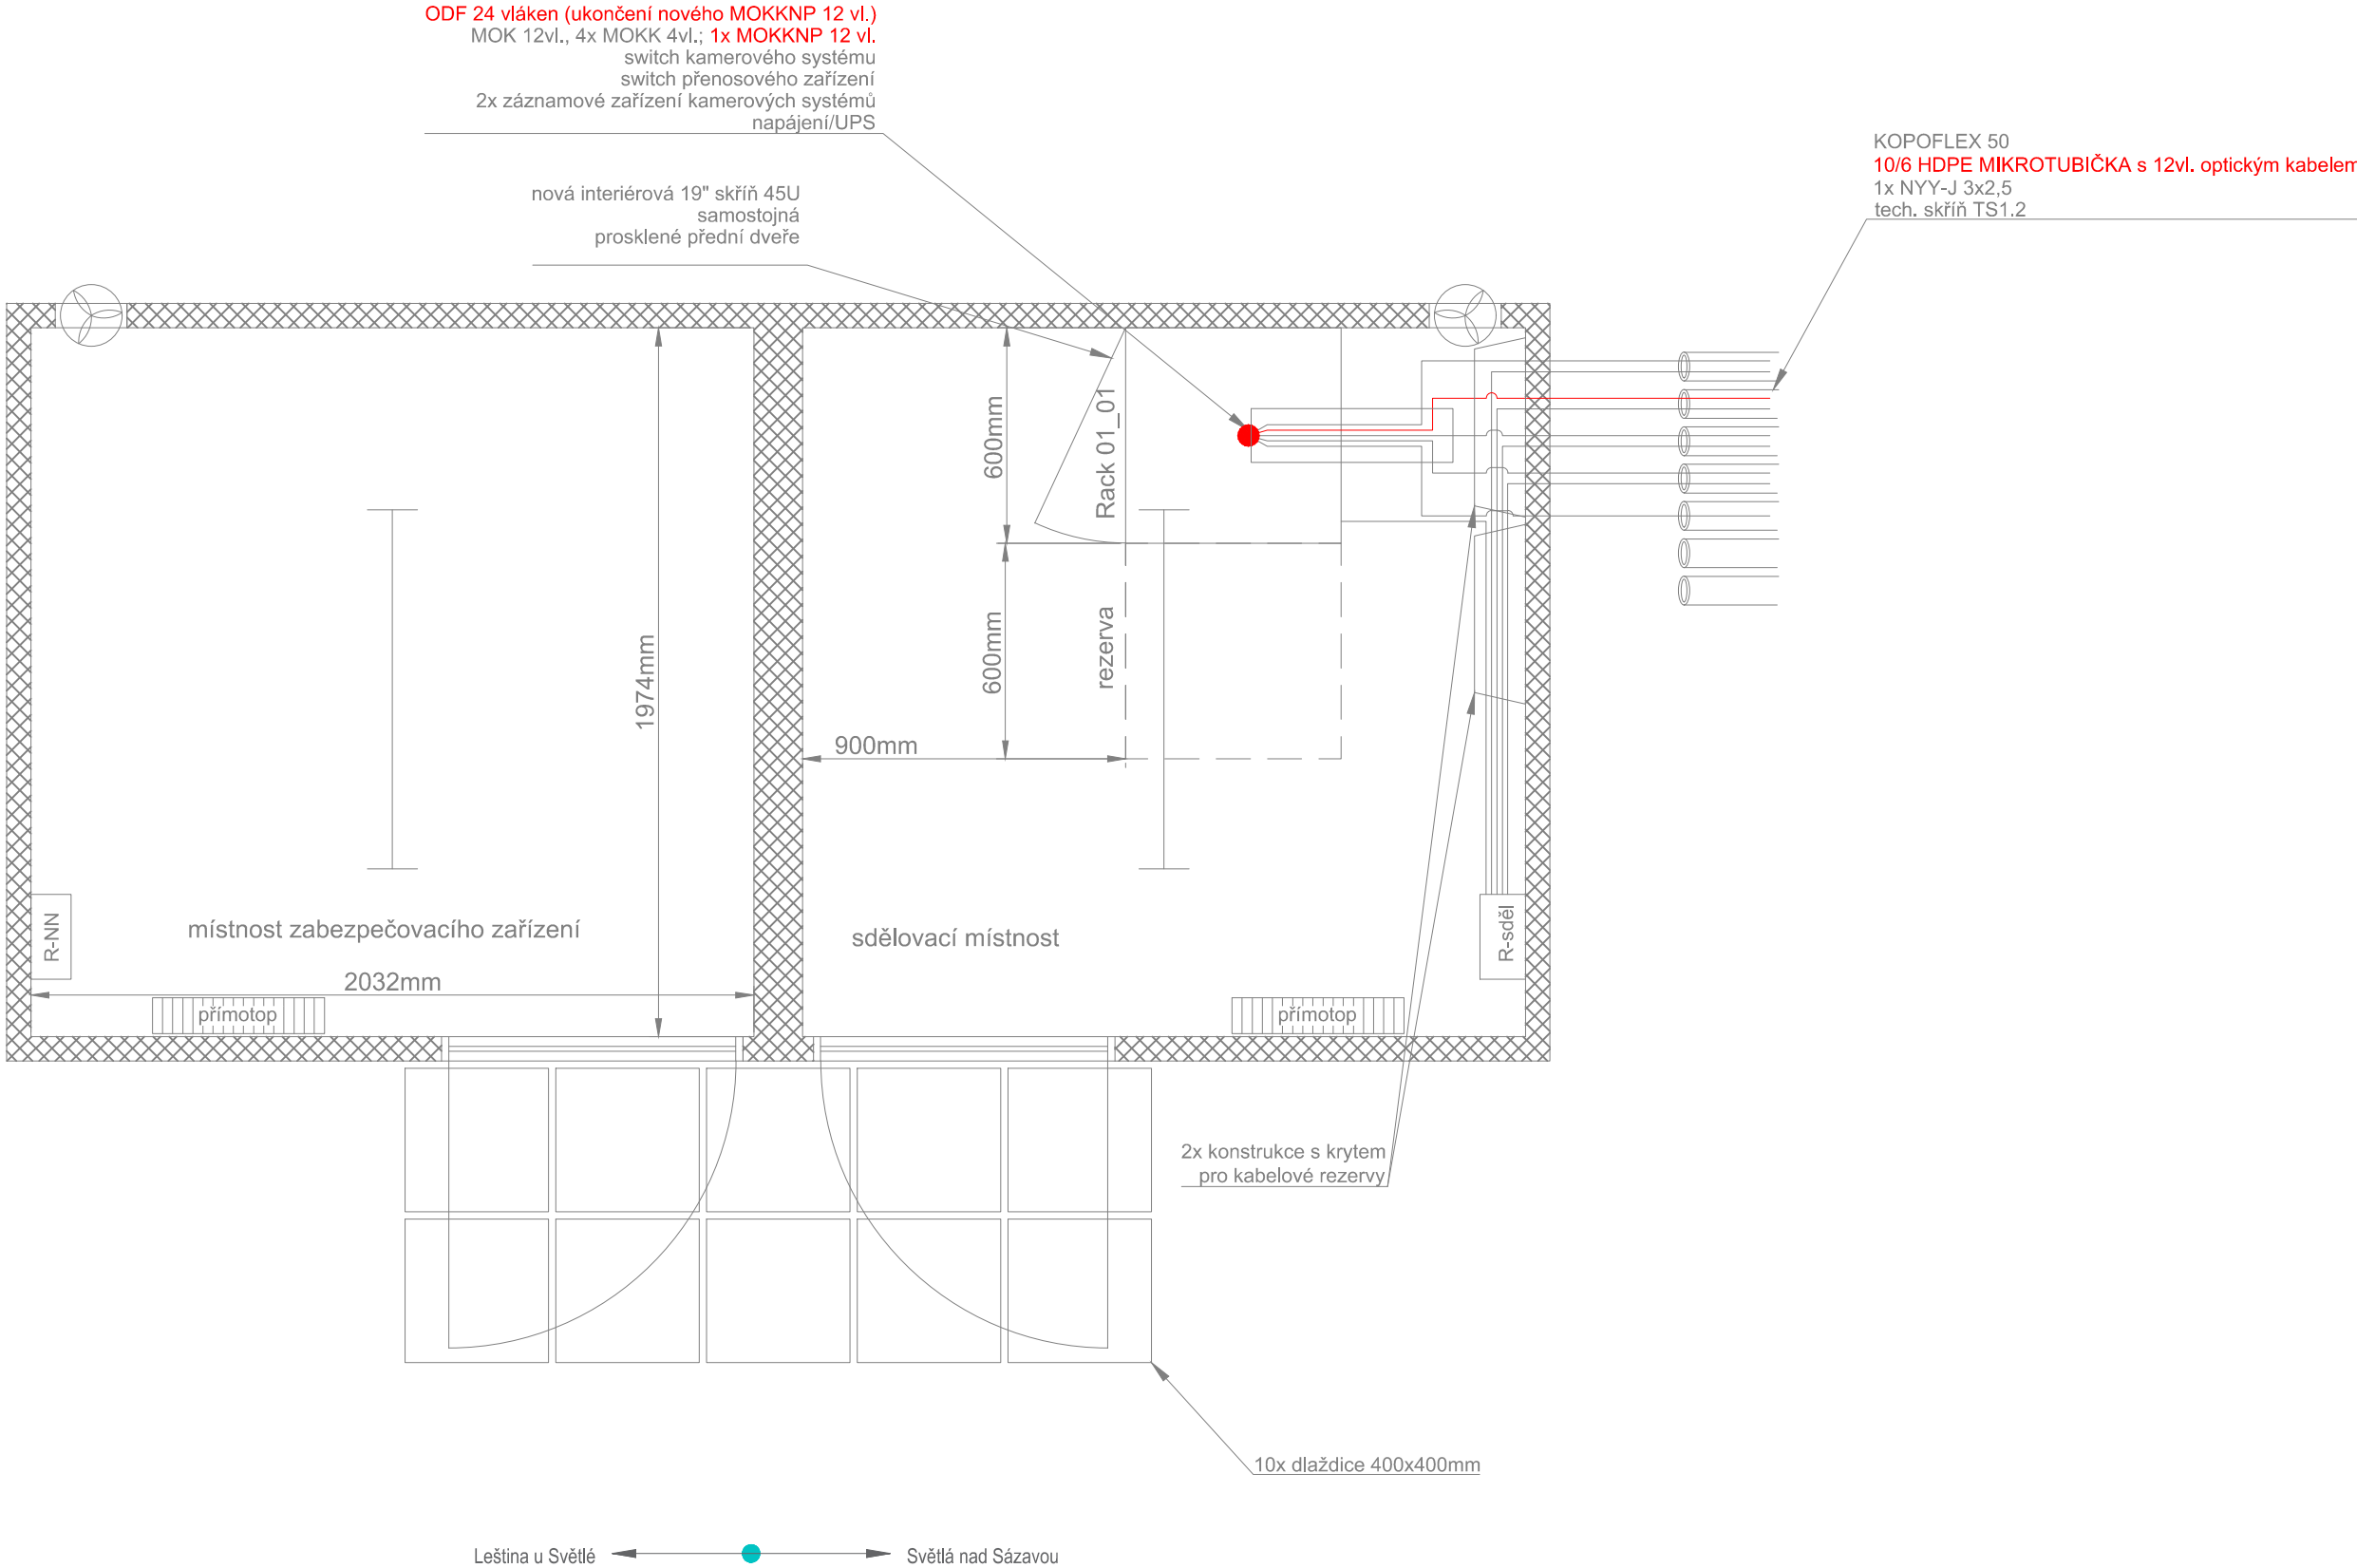 ODF 24 vláken (ukončení nového MOKKNP 12 vl.)
MOK 12vl., 4x MOKK 4vl.; 1x MOKKNP 12 vl.
switch kamerového systému
switch přenosového zařízení
2x záznamové zařízení kamerových systémů
napájení/UPS
KOPOFLEX 50
10/6 HDPE MIKROTUBIČKA s 12vl. optickým kabelem
1x NYY-J 3x2,5
tech. skříň TS1.2
nová interiérová 19" skříň 45U
samostojná
prosklené přední dveře
600mm
Rack 01_01
600mm
rezerva
1974mm
900mm
R-NN
místnost zabezpečovacího zařízení
sdělovací místnost
R-sděl
2032mm
přímotop
přímotop
2x konstrukce s krytem
pro kabelové rezervy
10x dlaždice 400x400mm
Leština u Světlé
Světlá nad Sázavou